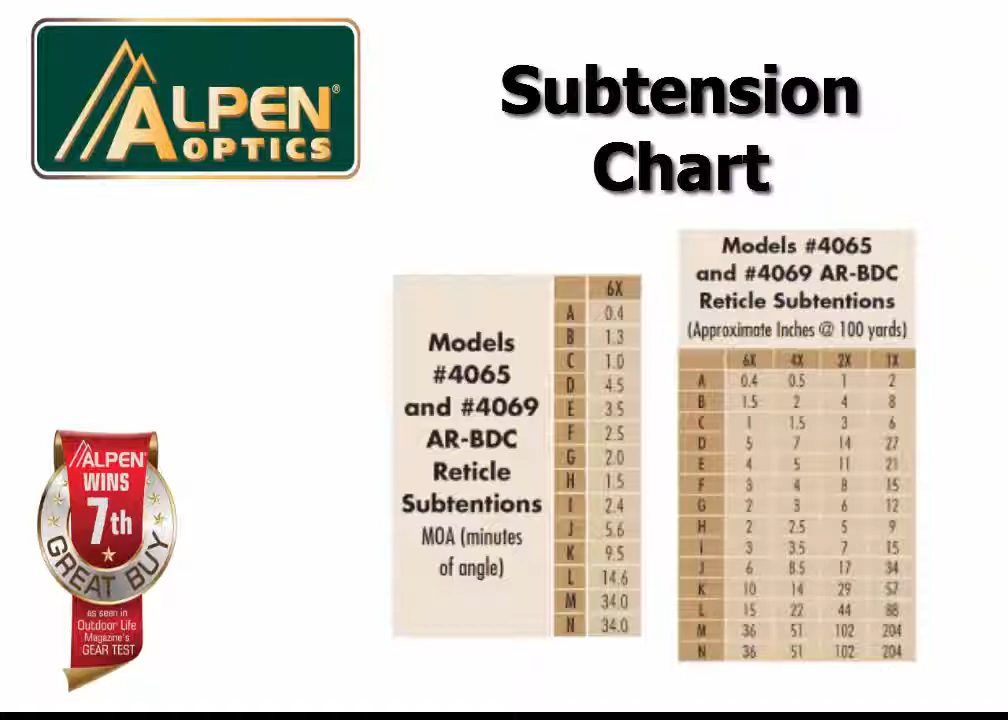 ALPEN®
OPTICS
Subtension
Chart
Models
#4065
and #4069
AR-BDC
Reticle
Subtentions
MOA (minutes
of angle)
6X
A 0.4
B 1.3
C 1.0
D 4.5
E 3.5
F 2.5
G 2.0
H 1.5
I 2.4
J 5.6
K 9.5
L 14.6
M 34.0
N 34.0
Models #4065
and #4069 AR-BDC
Reticle Subtentions
(Approximate Inches @ 100 yards)
6X 4X 2X 1X
A 0.4 0.5 1 2
B 1.5 2 4 8
C 1 1.5 3 6
D 5 7 14 27
E 4 5 11 21
F 3 4 8 15
G 2 3 6 12
H 2 2.5 5 9
I 3 3.5 7 15
J 6 8.5 17 34
K 10 14 29 57
L 15 22 44 88
M 36 51 102 204
N 36 51 102 204
ALPEN
WINS
7th
GREAT BUY
as seen in
Outdoor Life
Magazine's
GEAR TEST